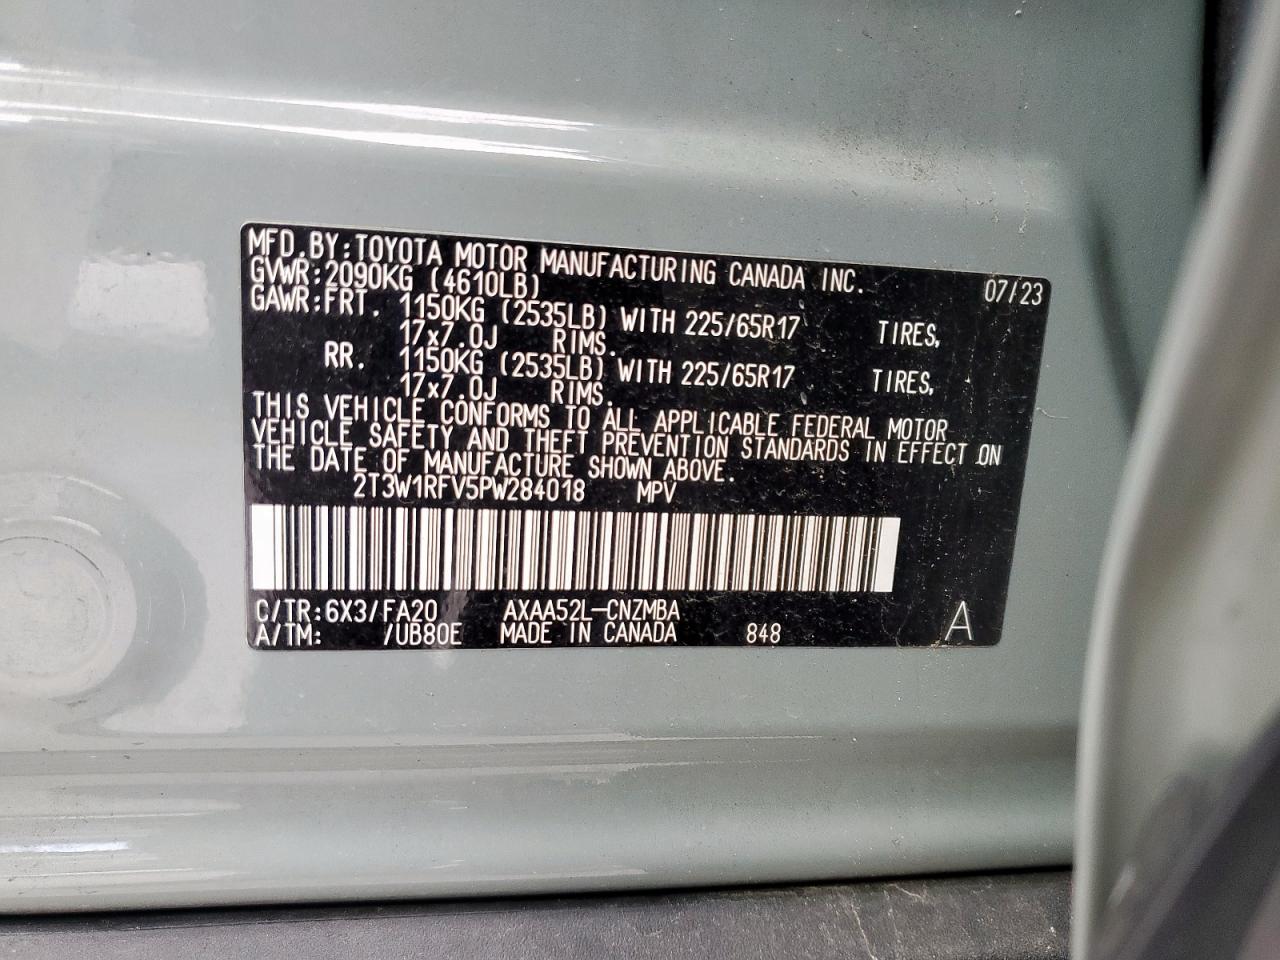 MFD.BY:TOYOTA MOTOR MANUFACTURING CANADA INC. 07/23
GVWR:2090KG (4610LB)
GAWR:FRT. 1150KG (2535LB) WITH 225/65R17 TIRES,
17x7.0J RIMS.
RR. 1150KG (2535LB) WITH 225/65R17 TIRES,
17x7.0J RIMS.
THIS VEHICLE CONFORMS TO ALL APPLICABLE FEDERAL MOTOR
VEHICLE SAFETY AND THEFT PREVENTION STANDARDS IN EFFECT ON
THE DATE OF MANUFACTURE SHOWN ABOVE.
2T3W1RFV5PW284018 MPV
C/TR:6X3/FA20 AXAA52L-CNZMBA
A/TM: /UB80E MADE IN CANADA 848 A